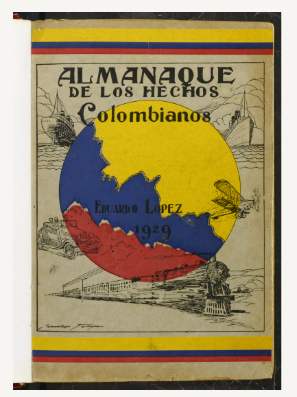 ALMANAQUE
DE LOS HECHOS
Colombianos
EDUARDO LOPEZ
1929